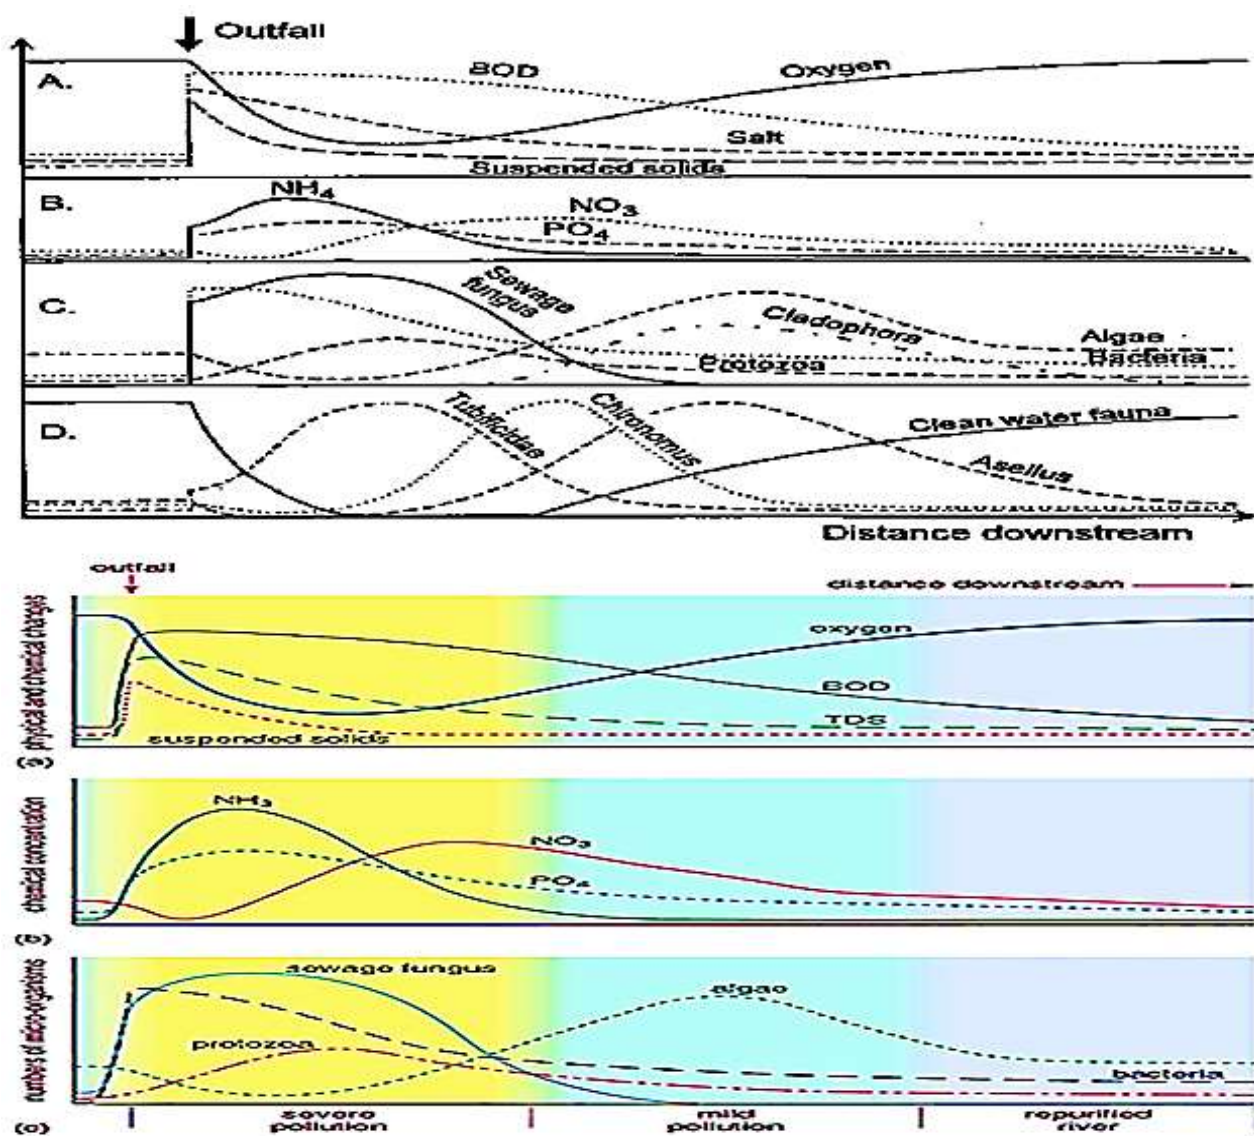 Outfall
A.
BOD
Oxygen
Salt
Suspended solids
B.
NH4
NO3
PO4
C.
Sewage
fungus
Cladophora
Algae
Bacteria
Protozoa
D.
Tubificidae
Chironomus
Clean water fauna
Asellus
Distance downstream
outfall
distance downstream
physical and chemical changes
oxygen
BOD
TDS
suspended solids
(a)
chemical concentration
NH3
NO3
PO4
(b)
numbers of micro-organisms
sewage fungus
algae
protozoa
bacteria
(c)
severe
pollution
mild
pollution
repurified
river